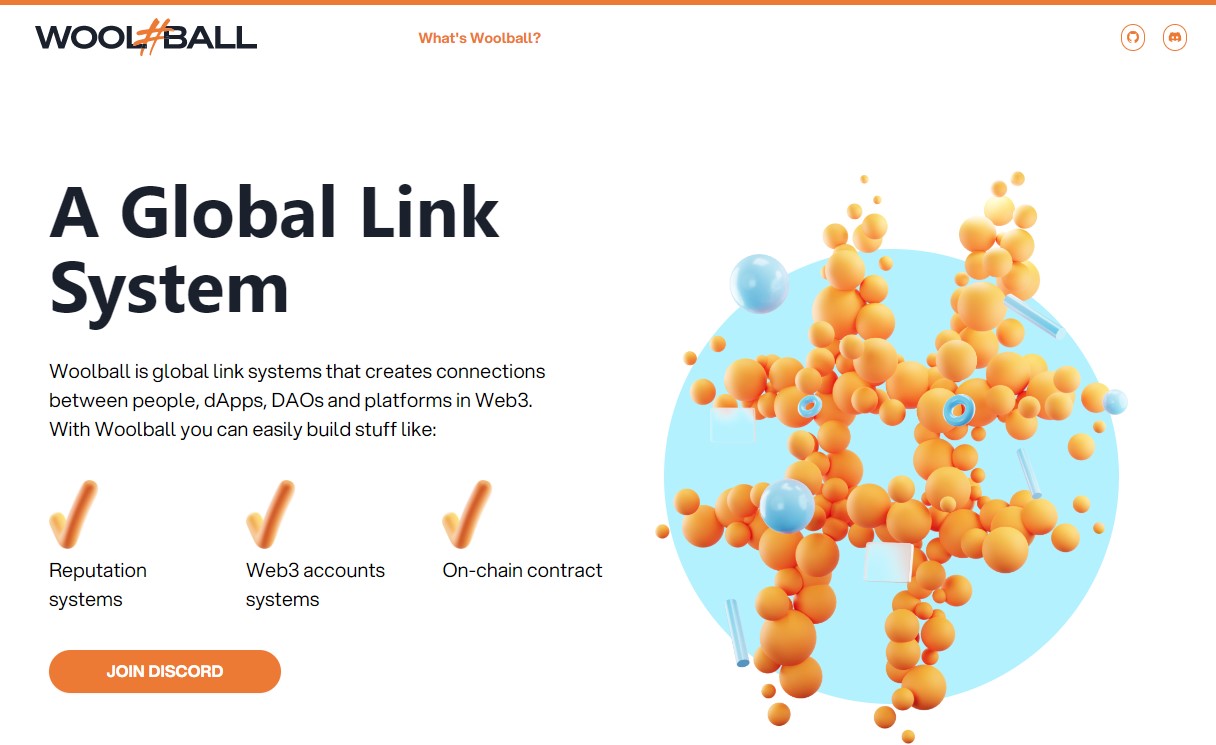 WOOL#BALL
What's Woolball?
A Global Link
System
Woolball is global link systems that creates connections
between people, dApps, DAOs and platforms in Web3.
With Woolball you can easily build stuff like:
Reputation
systems
Web3 accounts
systems
On-chain contract
JOIN DISCORD